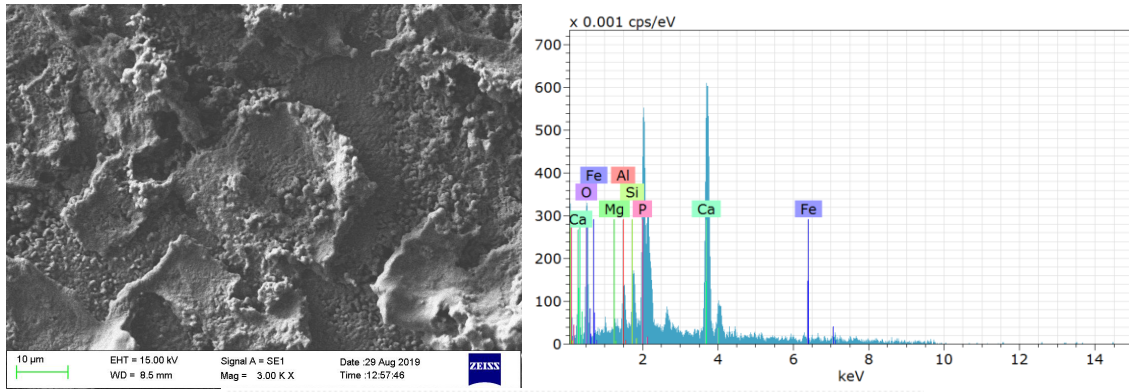 10 µm
EHT = 15.00 kV
WD = 8.5 mm
Signal A = SE1
Mag = 3.00 K X
Date :29 Aug 2019
Time :12:57:46
ZEISS
x 0.001 cps/eV
700
600
500
400
300
200
100
0
Fe Al
O Si
Ca Mg P Ca Fe
2 4 6 8 10 12 14
keV